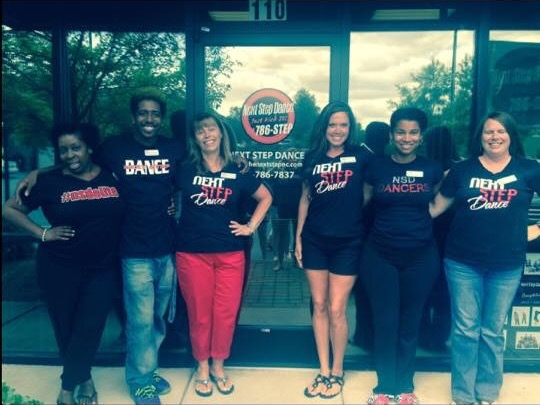 110
Next Step Dance
786-STEP
NEXT STEP DANCE
786-7837
DANCE
NEXT
STEP
Dance
NEXT
STEP
Dance
NSD
DANCERS
NEXT
STEP
Dance